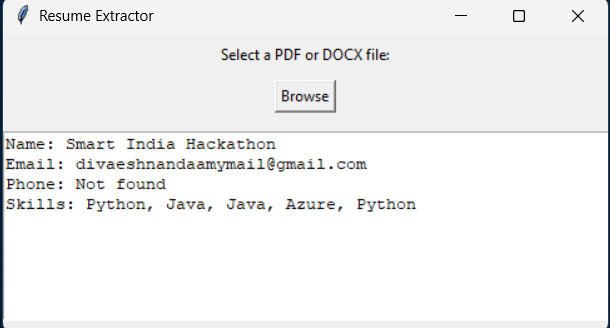 Resume Extractor
Select a PDF or DOCX file:
Browse
Name: Smart India Hackathon
Email: divaeshnandaamymail@gmail.com
Phone: Not found
Skills: Python, Java, Java, Azure, Python